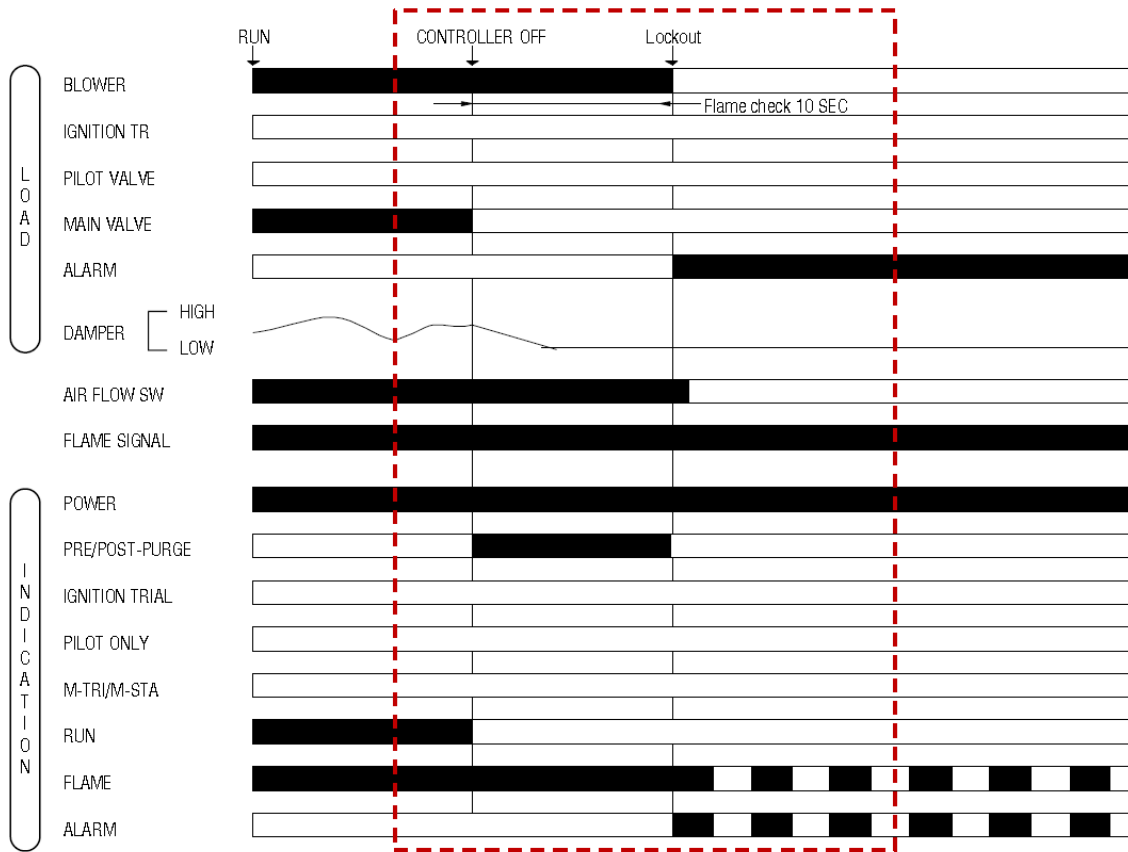 RUN
CONTROLLER OFF
Lockout
BLOWER
Flame check 10 SEC
IGNITION TR
LOAD
PILOT VALVE
MAIN VALVE
ALARM
HIGH
DAMPER
LOW
AIR FLOW SW
FLAME SIGNAL
POWER
PRE/POST-PURGE
INDICATION
IGNITION TRIAL
PILOT ONLY
M-TRI/M-STA
RUN
FLAME
ALARM